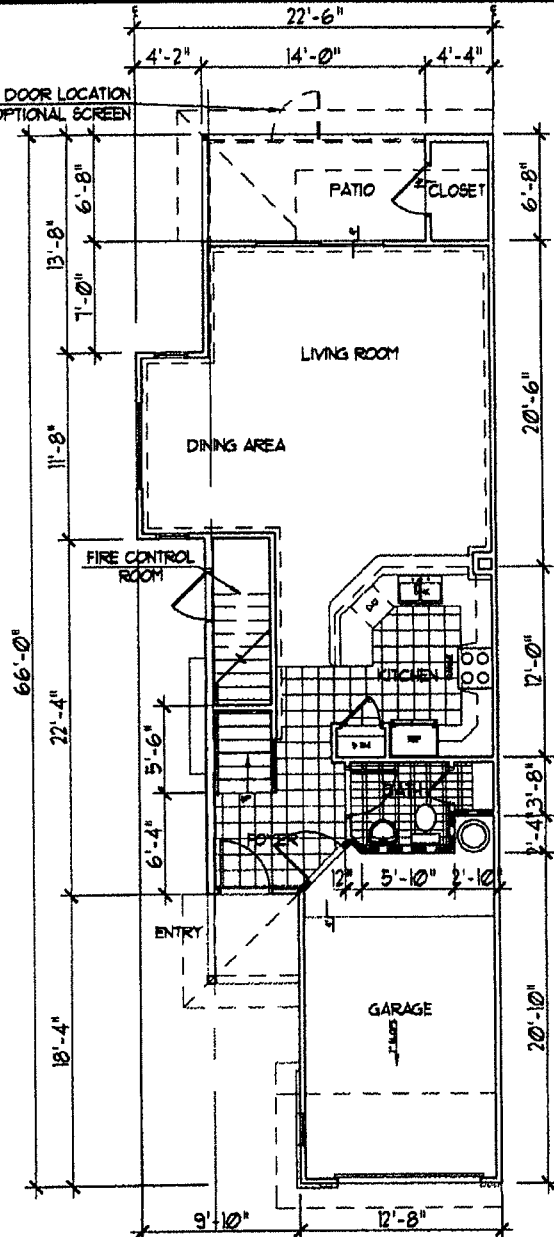 22'-6"
4'-2" 14'-0" 4'-4"
DOOR LOCATION
OPTIONAL SCREEN
6'-8"
13'-8"
7'-0"
PATIO
CLOSET
6'-8"
LIVING ROOM
20'-6"
DINING AREA
11'-8"
FIRE CONTROL
ROOM
66'-0"
22'-4"
KITCHEN
12'-0"
5'-6"
BATH
3'-8"
2'-4"
6'-4"
FOYER
12" 5'-10" 2'-10"
ENTRY
GARAGE
18'-4"
20'-10"
9'-10" 12'-8"